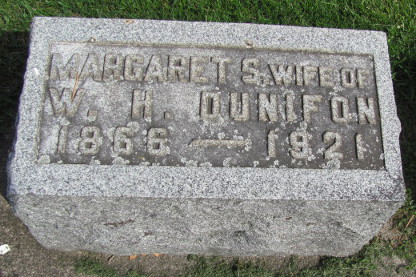 MARGARET S. WIFE OF
W. H. DUNIFON
1866 — 1921